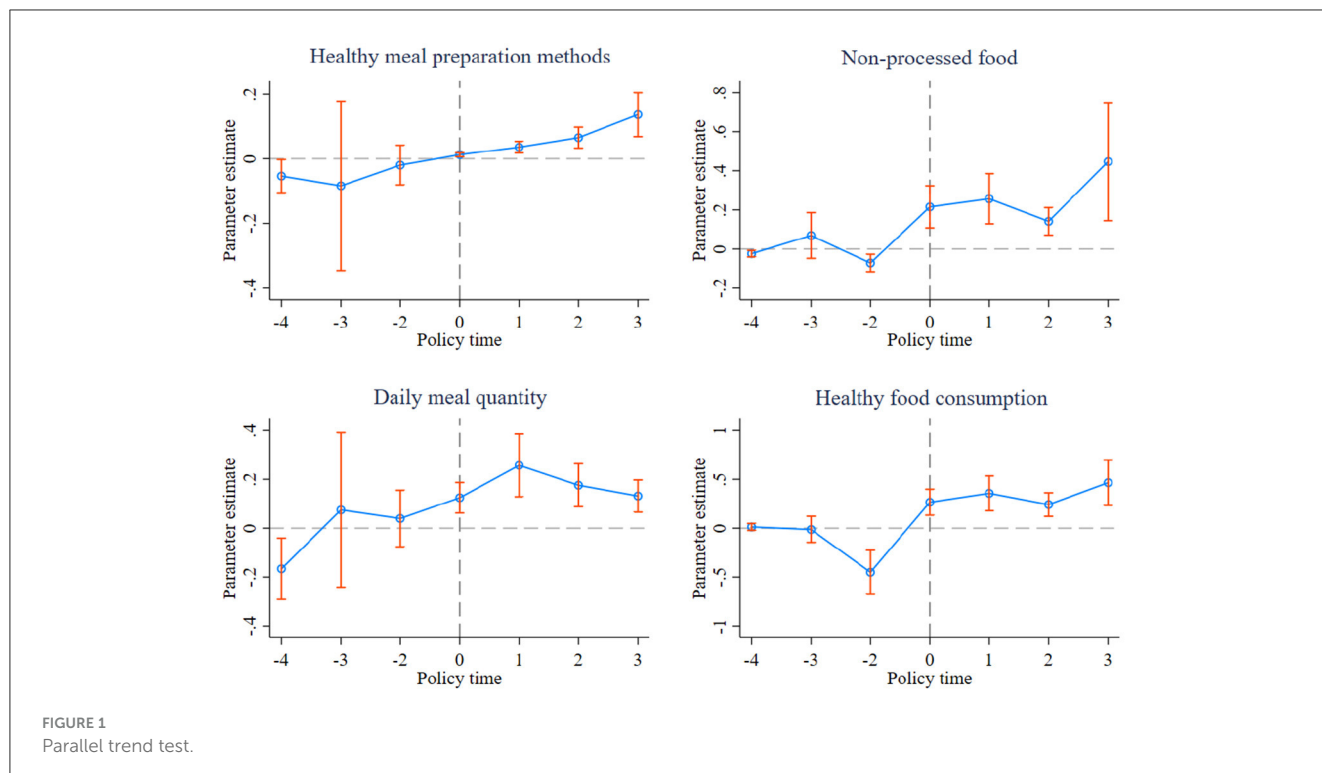 Healthy meal preparation methods
Parameter estimate
.2
0
-.2
-.4
-4 -3 -2 0 1 2 3
Policy time
Non-processed food
Parameter estimate
.8
.6
.4
.2
0
-.2
-4 -3 -2 0 1 2 3
Policy time
Daily meal quantity
Parameter estimate
.4
.2
0
-.2
-.4
-4 -3 -2 0 1 2 3
Policy time
Healthy food consumption
Parameter estimate
1
.5
0
-.5
-1
-4 -3 -2 0 1 2 3
Policy time
FIGURE 1
Parallel trend test.